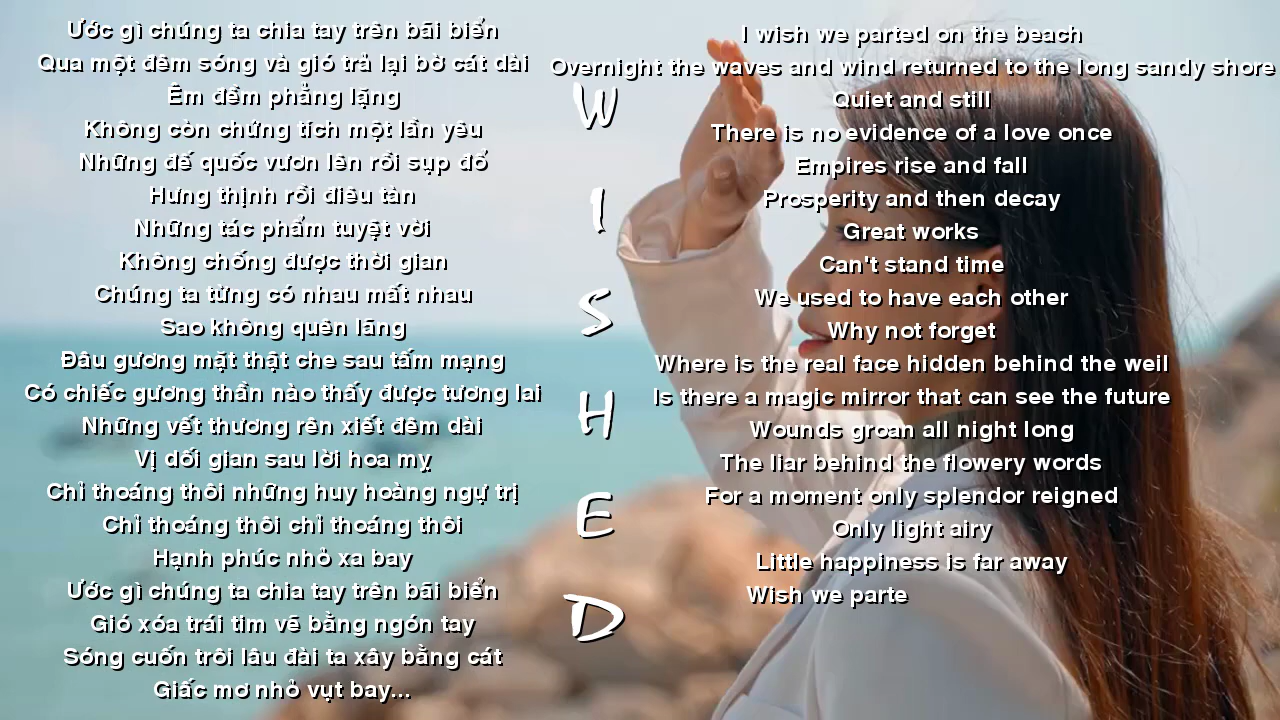 Ước gì chúng ta chia tay trên bãi biển
Qua một đêm sóng và gió trả lại bờ cát dài
Êm đềm phẳng lặng
Không còn chứng tích một lần yêu
Những đế quốc vươn lên rồi sụp đổ
Hưng thịnh rồi điêu tàn
Những tác phẩm tuyệt vời
Không chống được thời gian
Chúng ta từng có nhau mất nhau
Sao không quên lãng
Đâu gương mặt thật che sau tấm mạng
Có chiếc gương thần nào thấy được tương lai
Những vết thương rên xiết đêm dài
Vị dối gian sau lời hoa mỵ
Chỉ thoáng thôi những huy hoàng ngự trị
Chỉ thoáng thôi chỉ thoáng thôi
Hạnh phúc nhỏ xa bay
Ước gì chúng ta chia tay trên bãi biển
Gió xóa trái tim vẽ bằng ngón tay
Sóng cuốn trôi lâu đài ta xây bằng cát
Giấc mơ nhỏ vụt bay...
W
I
S
H
E
D
I wish we parted on the beach
Overnight the waves and wind returned to the long sandy shore
Quiet and still
There is no evidence of a love once
Empires rise and fall
Prosperity and then decay
Great works
Can't stand time
We used to have each other
Why not forget
Where is the real face hidden behind the weil
Is there a magic mirror that can see the future
Wounds groan all night long
The liar behind the flowery words
For a moment only splendor reigned
Only light airy
Little happiness is far away
Wish we parte